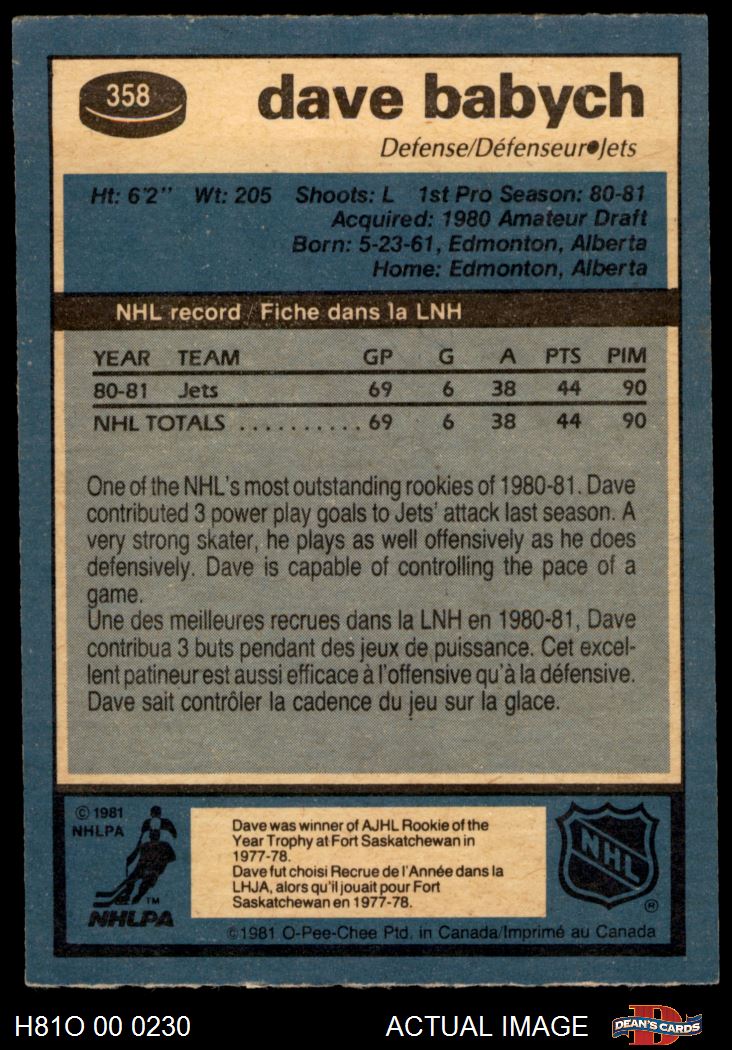 358
dave babych
Defense/Défenseur•Jets
Ht: 6'2" Wt: 205 Shoots: L 1st Pro Season: 80-81
Acquired: 1980 Amateur Draft
Born: 5-23-61, Edmonton, Alberta
Home: Edmonton, Alberta
NHL record / Fiche dans la LNH
YEAR TEAM GP G A PTS PIM
80-81 Jets 69 6 38 44 90
NHL TOTALS .......... 69 6 38 44 90
One of the NHL's most outstanding rookies of 1980-81. Dave
contributed 3 power play goals to Jets' attack last season. A
very strong skater, he plays as well offensively as he does
defensively. Dave is capable of controlling the pace of a
game.
Une des meilleures recrues dans la LNH en 1980-81, Dave
contribua 3 buts pendant des jeux de puissance. Cet excel-
lent patineur est aussi efficace à l'offensive qu'à la défensive.
Dave sait contrôler la cadence du jeu sur la glace.
© 1981
NHLPA
TM
NHLPA
Dave was winner of AJHL Rookie of the
Year Trophy at Fort Saskatchewan in
1977-78.
Dave fut choisi Recrue de l'Année dans la
LHJA, alors qu'il jouait pour Fort
Saskatchewan en 1977-78.
NHL
®
©1981 O-Pee-Chee Ptd. in Canada/Imprimé au Canada
H81O 00 0230
ACTUAL IMAGE
D
DEAN'S CARDS